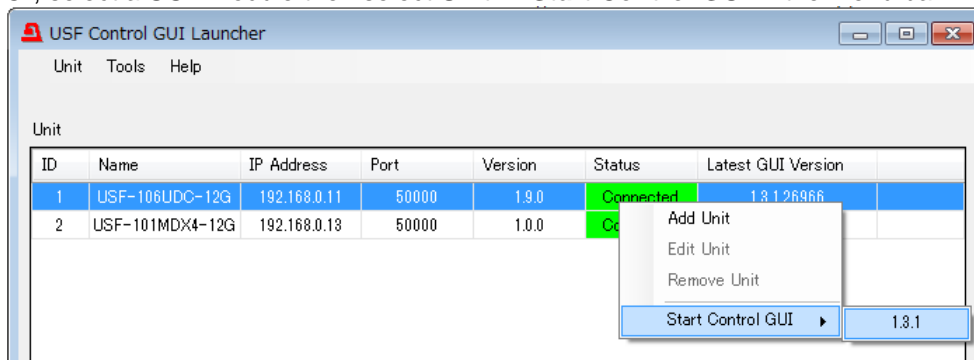 USF Control GUI Launcher
Unit Tools Help
Unit
ID Name IP Address Port Version Status Latest GUI Version
1 USF-106UDC-12G 192.168.0.11 50000 1.9.0 Connected 1.3.1.26966
2 USF-101MDX4-12G 192.168.0.13 50000 1.0.0
Add Unit
Edit Unit
Remove Unit
Start Control GUI 1.3.1